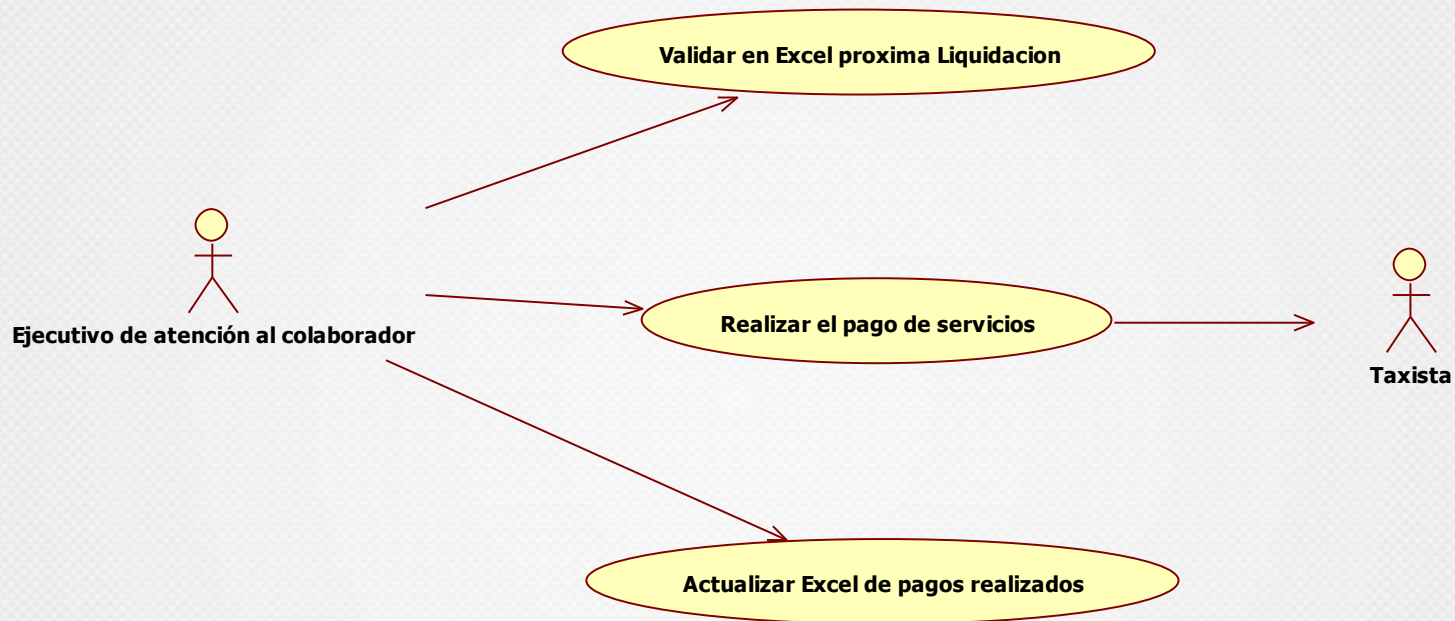 Validar en Excel proxima Liquidacion
Ejecutivo de atención al colaborador
Realizar el pago de servicios
Taxista
Actualizar Excel de pagos realizados